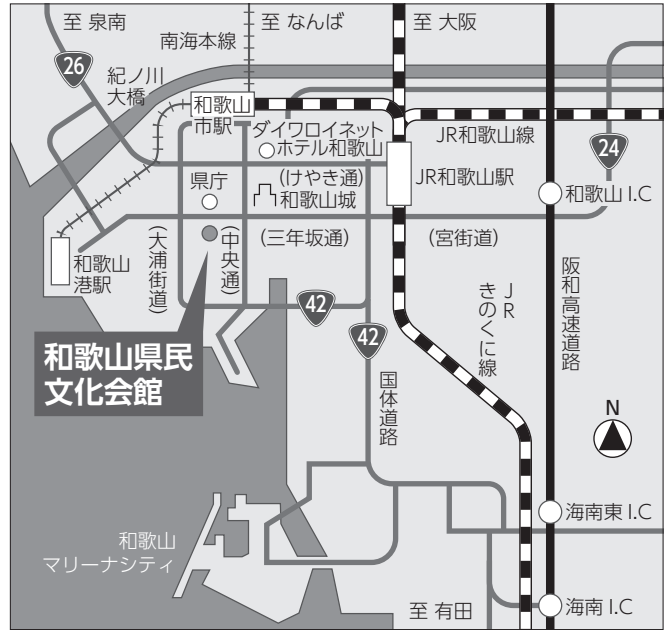 至 泉南
至 なんば
至 大阪
南海本線
26
紀ノ川
大橋
和歌山
市駅
ダイワロイネット
ホテル和歌山
JR和歌山線
24
県庁
(けやき通)
和歌山城
JR和歌山駅
和歌山 I.C
和歌山
港駅
(大浦街道)
(中央通)
(三年坂通)
(宮街道)
阪和高速道路
JR
きのくに線
42
42
国体道路
和歌山県民
文化会館
N
和歌山
マリーナシティ
海南東 I.C
至 有田
海南 I.C